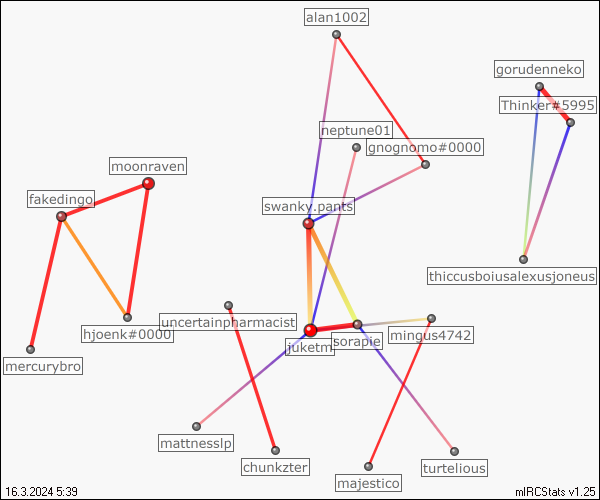 alan1002
gorudenneko
Thinker#5995
neptune01
gnognomo#0000
moonraven
fakedingo
swanky.pants
thiccusboiusalexusjoneus
uncertainpharmacist
hjoenk#0000
mingus4742
sorapie
juketm
mercurybro
mattnesslp
chunkzter
turtelious
majestico
16.3.2024 5:39
mIRCStats v1.25